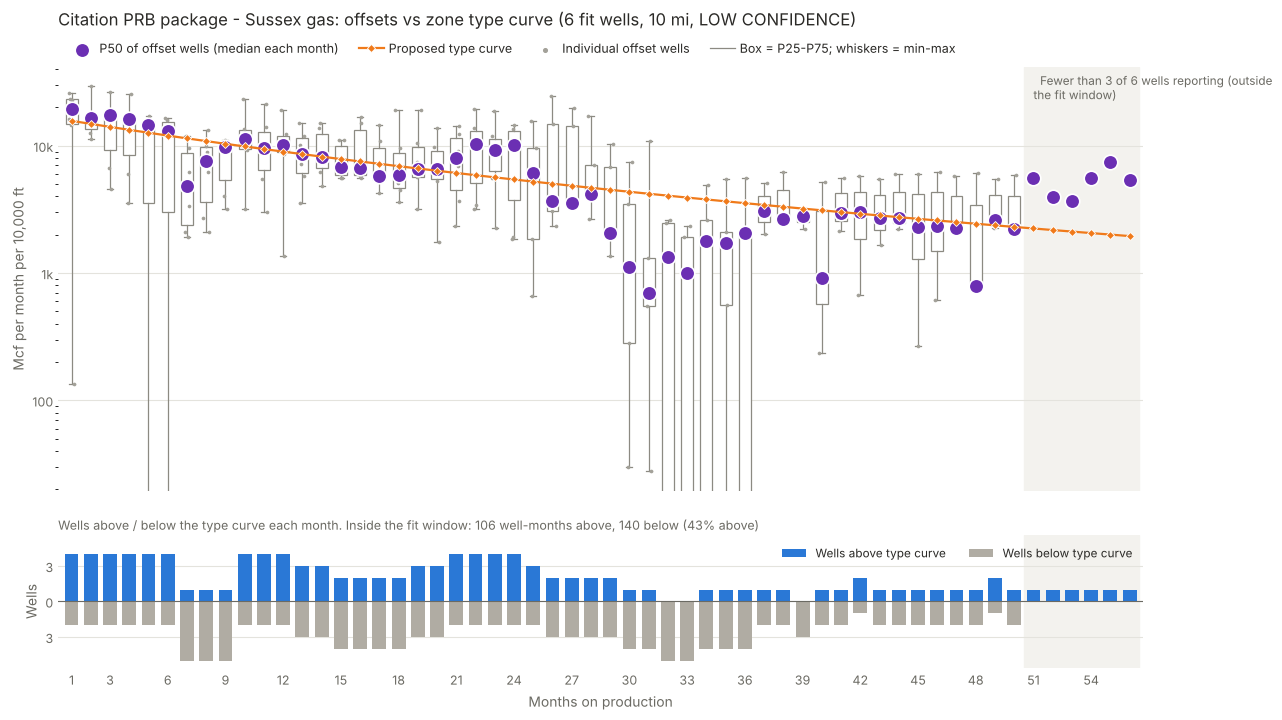 Citation PRB package - Sussex gas: offsets vs zone type curve (6 fit wells, 10 mi, LOW CONFIDENCE)
P50 of offset wells (median each month)
Proposed type curve
Individual offset wells
Box = P25-P75; whiskers = min-max
Fewer than 3 of 6 wells reporting (outside
the fit window)
10k
1k
100
Mcf per month per 10,000 ft
Wells above / below the type curve each month. Inside the fit window: 106 well-months above, 140 below (43% above)
Wells above type curve
Wells below type curve
3
0
3
Wells
1 3 6 9 12 15 18 21 24 27 30 33 36 39 42 45 48 51 54
Months on production